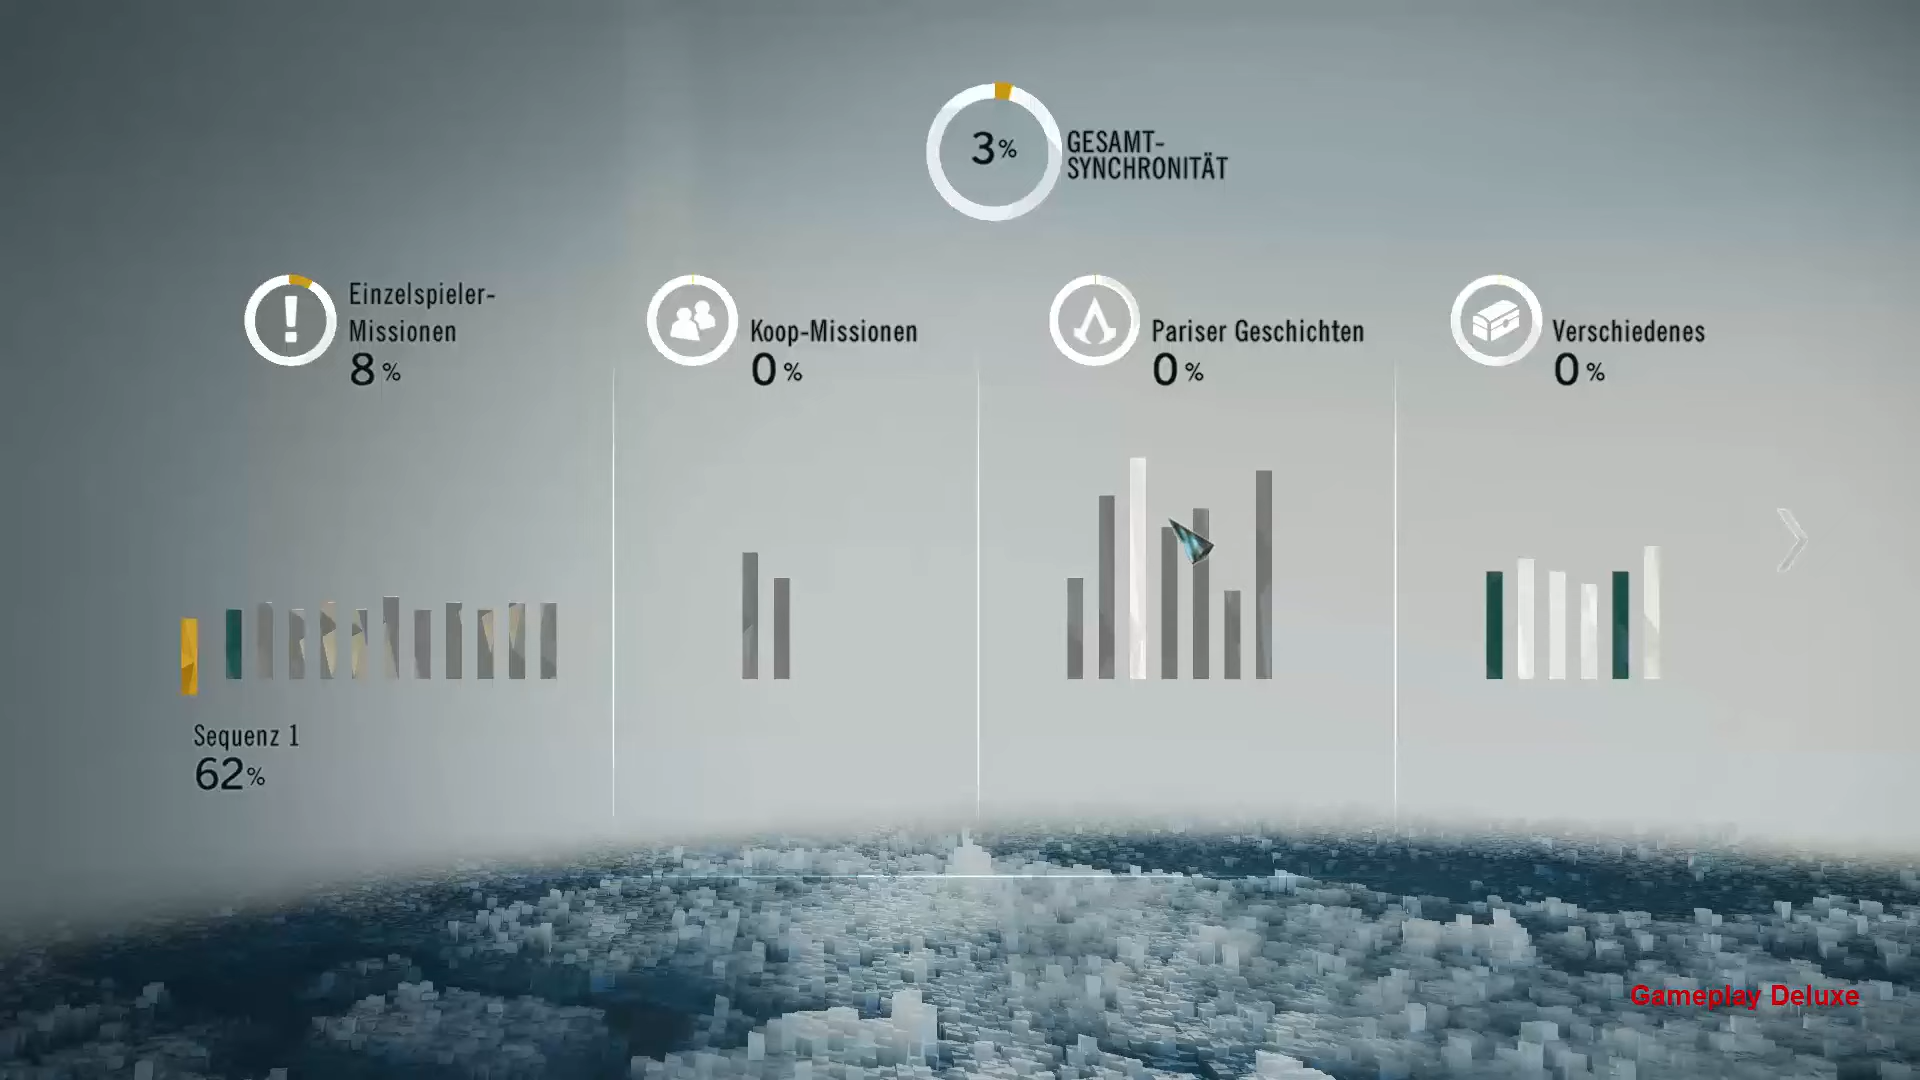 3%
GESAMT-
SYNCHRONITÄT
Einzelspieler-
Missionen
8 %
Koop-Missionen
0 %
Pariser Geschichten
0 %
Verschiedenes
0 %
Sequenz 1
62%
Gameplay Deluxe